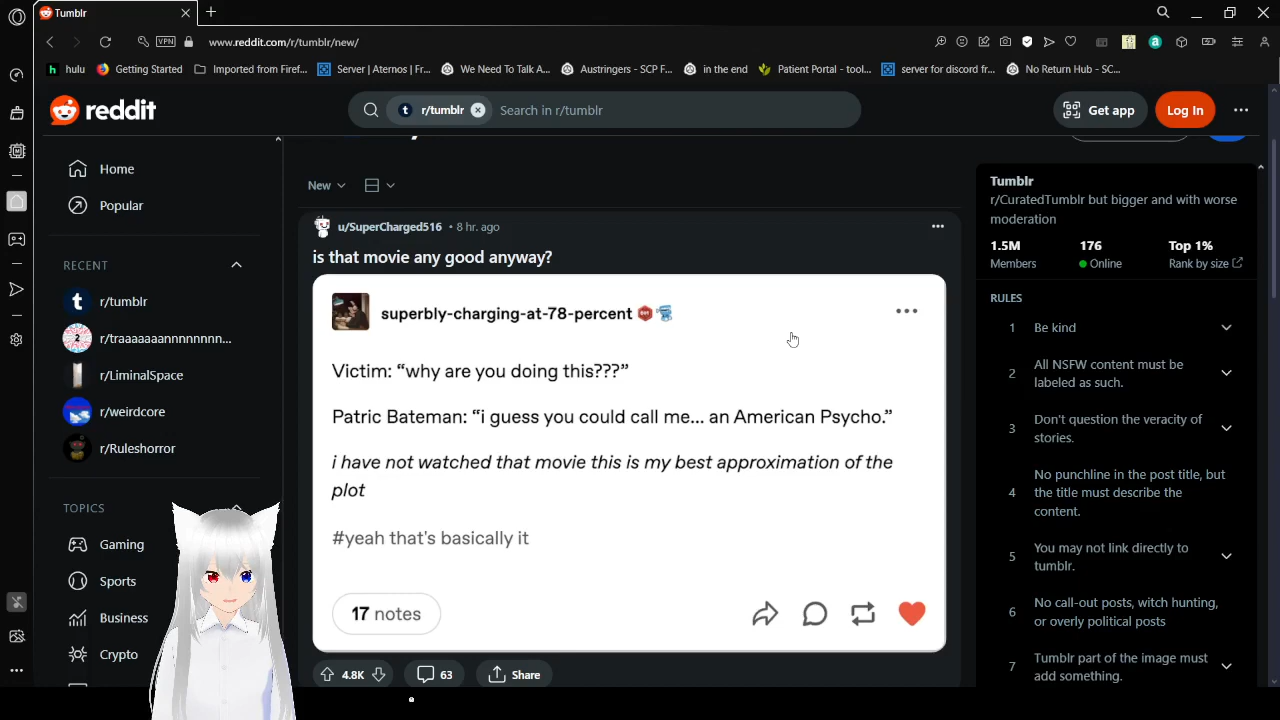 Tumblr
VPN
www.reddit.com/r/tumblr/new/
hulu
Getting Started
Imported from Firef...
Server | Aternos | Fr...
We Need To Talk A...
Austringers - SCP F...
in the end
Patient Portal - tool...
server for discord fr...
No Return Hub - SC...
reddit
r/tumblr
Search in r/tumblr
Get app
Log In
Home
Popular
RECENT
r/tumblr
r/traaaaaaannnnnnnn...
r/LiminalSpace
r/weirdcore
r/Ruleshorror
TOPICS
Gaming
Sports
Business
Crypto
New
u/SuperCharged516 • 8 hr. ago
is that movie any good anyway?
superbly-charging-at-78-percent
Victim: “why are you doing this???”
Patric Bateman: “i guess you could call me... an American Psycho.”
i have not watched that movie this is my best approximation of the
plot
#yeah that's basically it
17 notes
4.8K
63
Share
Tumblr
r/CuratedTumblr but bigger and with worse
moderation
1.5M
176
Top 1%
Members
Online
Rank by size
RULES
1 Be kind
2 All NSFW content must be
labeled as such.
3 Don't question the veracity of
stories.
4 No punchline in the post title, but
the title must describe the
content.
5 You may not link directly to
tumblr.
6 No call-out posts, witch hunting,
or overly political posts
7 Tumblr part of the image must
add something.